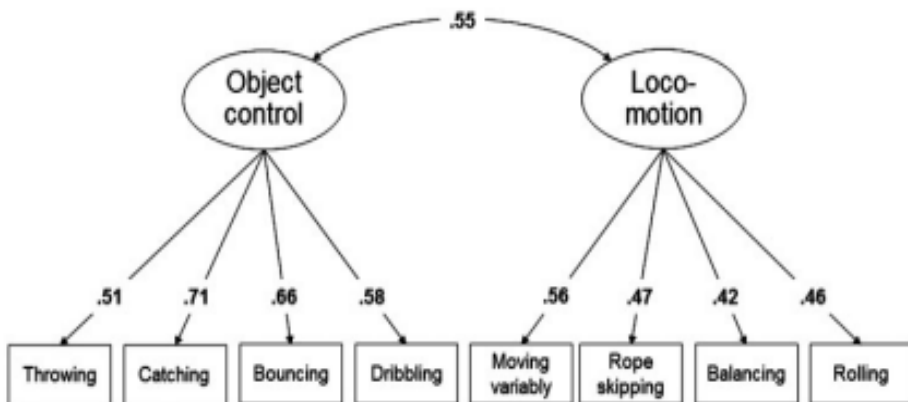 .55
Object
control
Loco-
motion
.51 .71 .66 .58 .56 .47 .42 .46
Throwing Catching Bouncing Dribbling Moving
variably Rope
skipping Balancing Rolling